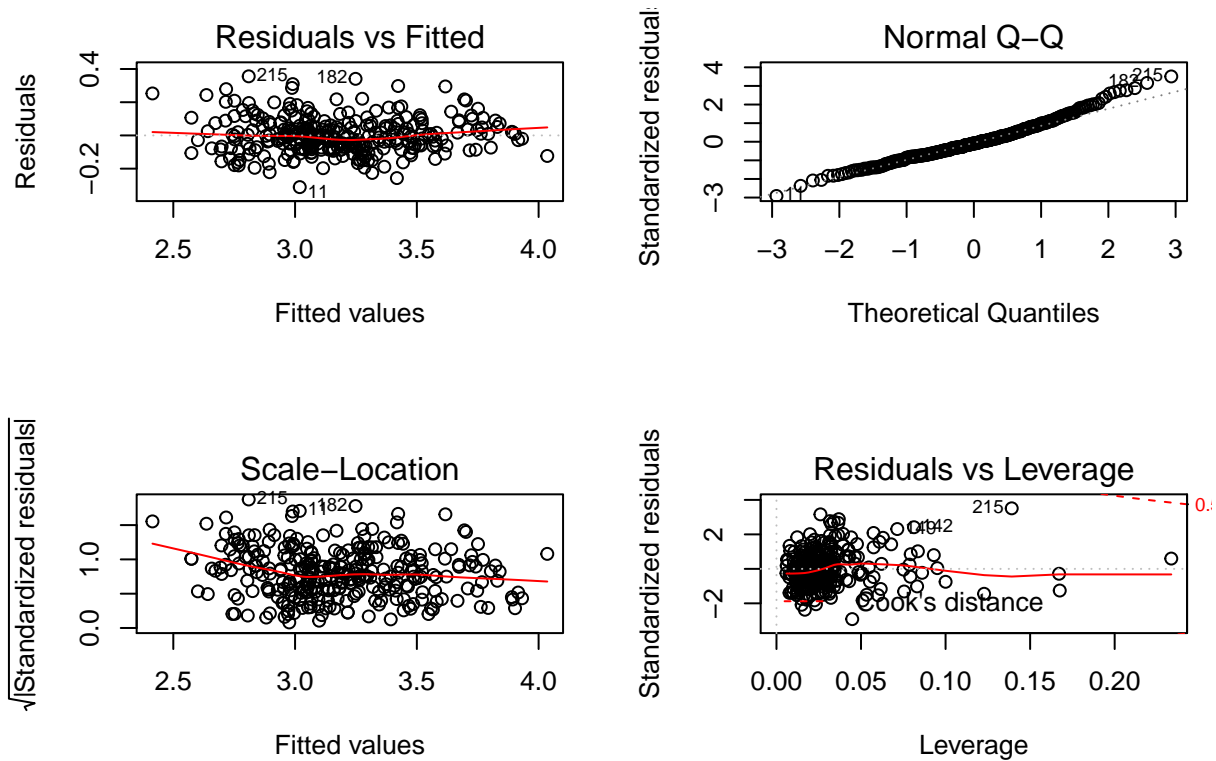 Residuals vs Fitted
Residuals
0.4
−0.2
215
182
11
2.5 3.0 3.5 4.0
Fitted values
Normal Q−Q
Standardized residuals
4
2
0
−3
182
215
11
−3 −2 −1 0 1 2 3
Theoretical Quantiles
Scale−Location
√|Standardized residuals|
1.0
0.0
215
11
182
2.5 3.0 3.5 4.0
Fitted values
Residuals vs Leverage
Standardized residuals
2
−2
215
142
0.5
Cook's distance
0.00 0.05 0.10 0.15 0.20
Leverage